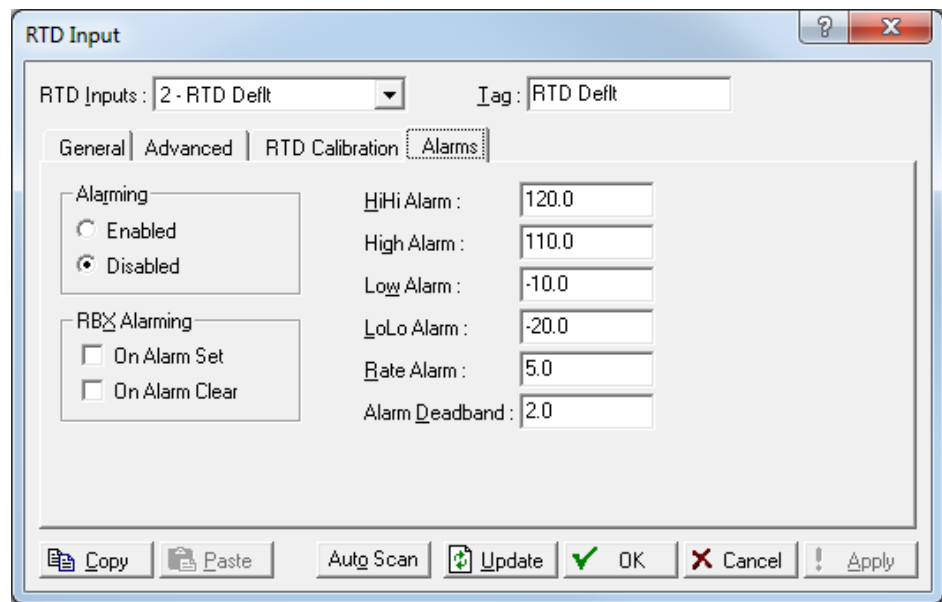 RTD Input
?
RTD Inputs : 2 - RTD Deflt
Tag : RTD Deflt
General Advanced RTD Calibration Alarms
Alarming
Enabled
Disabled
RBX Alarming
On Alarm Set
On Alarm Clear
HiHi Alarm : 120.0
High Alarm : 110.0
Low Alarm : -10.0
LoLo Alarm : -20.0
Rate Alarm : 5.0
Alarm Deadband : 2.0
Copy Paste Auto Scan Update OK Cancel ! Apply